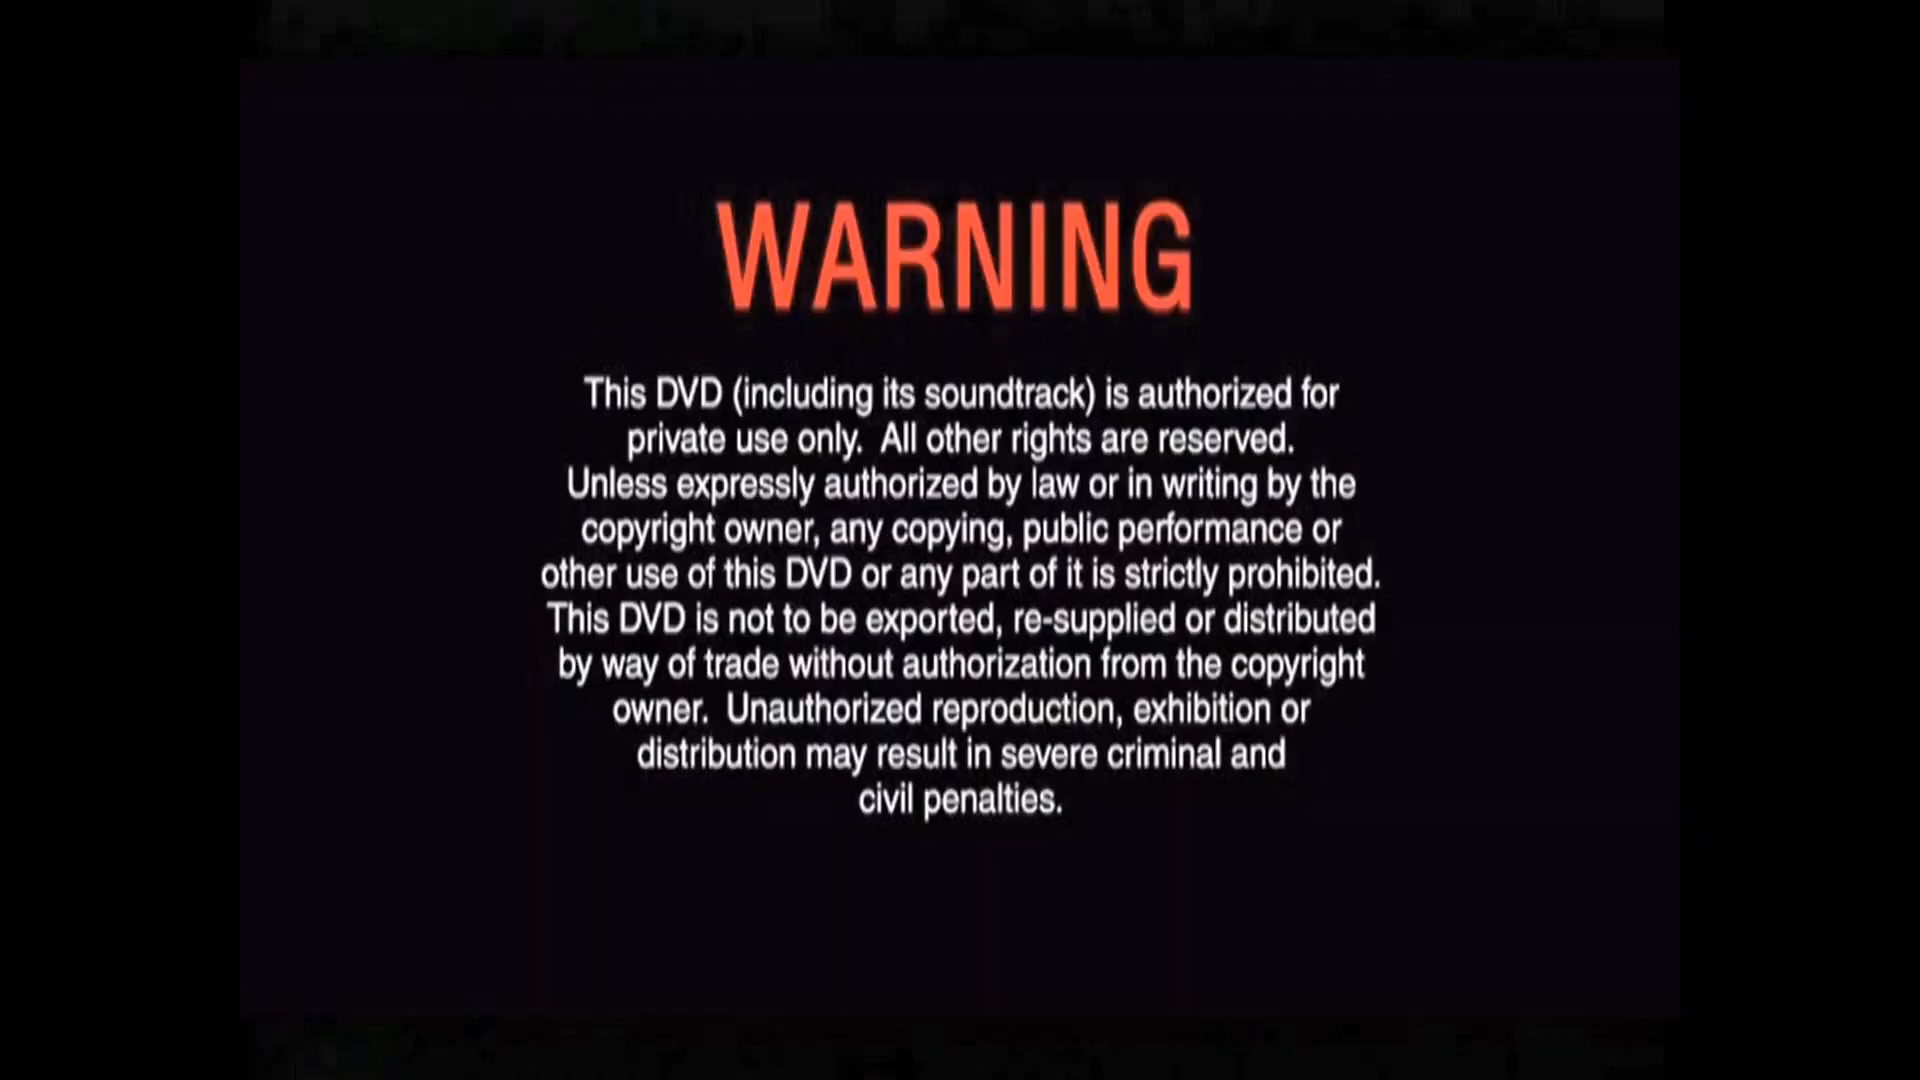 WARNING
This DVD (including its soundtrack) is authorized for
private use only.  All other rights are reserved.
Unless expressly authorized by law or in writing by the
copyright owner, any copying, public performance or
other use of this DVD or any part of it is strictly prohibited.
This DVD is not to be exported, re-supplied or distributed
by way of trade without authorization from the copyright
owner.  Unauthorized reproduction, exhibition or
distribution may result in severe criminal and
civil penalties.